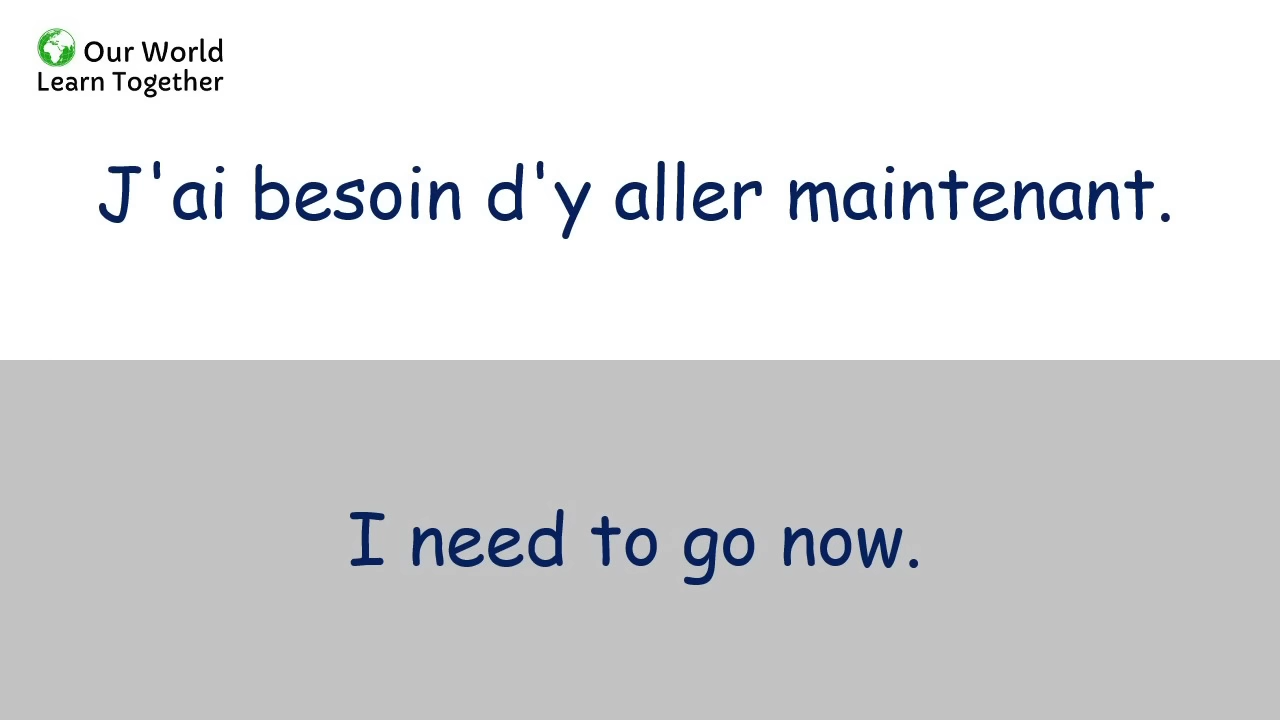 Our World
Learn Together
J'ai besoin d'y aller maintenant.
I need to go now.